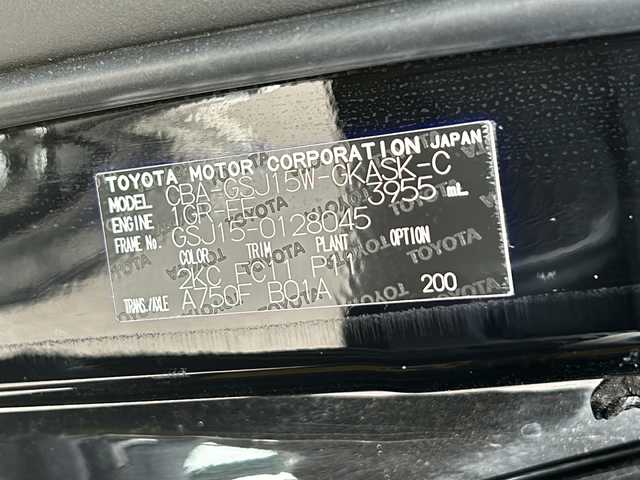 TOYOTA MOTOR CORPORATION JAPAN
MODEL CBA-GSJ15W-GKASK-C
ENGINE 1GR-FE 3955 mL
FRAME No. GSJ15-0128045
COLOR TRIM PLANT OPTION
2KC FC11 P11
TRANS./AXLE A750F B01A 200